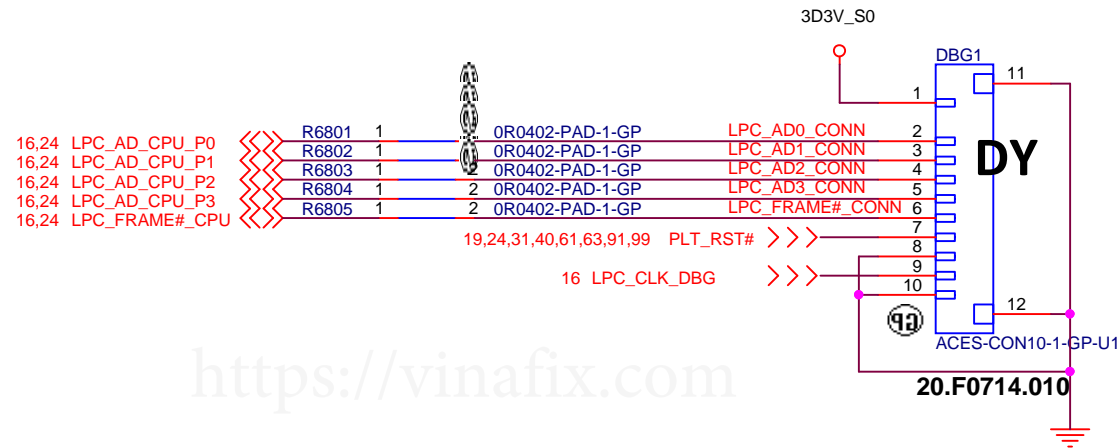 3D3V_S0
DBG1
11
1
16,24 LPC_AD_CPU_P0 R6801 1 0R0402-PAD-1-GP LPC_AD0_CONN 2
16,24 LPC_AD_CPU_P1 R6802 1 0R0402-PAD-1-GP LPC_AD1_CONN 3
DY
16,24 LPC_AD_CPU_P2 R6803 1 2 0R0402-PAD-1-GP LPC_AD2_CONN 4
16,24 LPC_AD_CPU_P3 R6804 1 2 0R0402-PAD-1-GP LPC_AD3_CONN 5
16,24 LPC_FRAME#_CPU R6805 1 2 0R0402-PAD-1-GP LPC_FRAME#_CONN 6
19,24,31,40,61,63,91,99 PLT_RST# 7
8
16 LPC_CLK_DBG 9
10
12
GP
ACES-CON10-1-GP-U1
https://vinafix.com
20.F0714.010